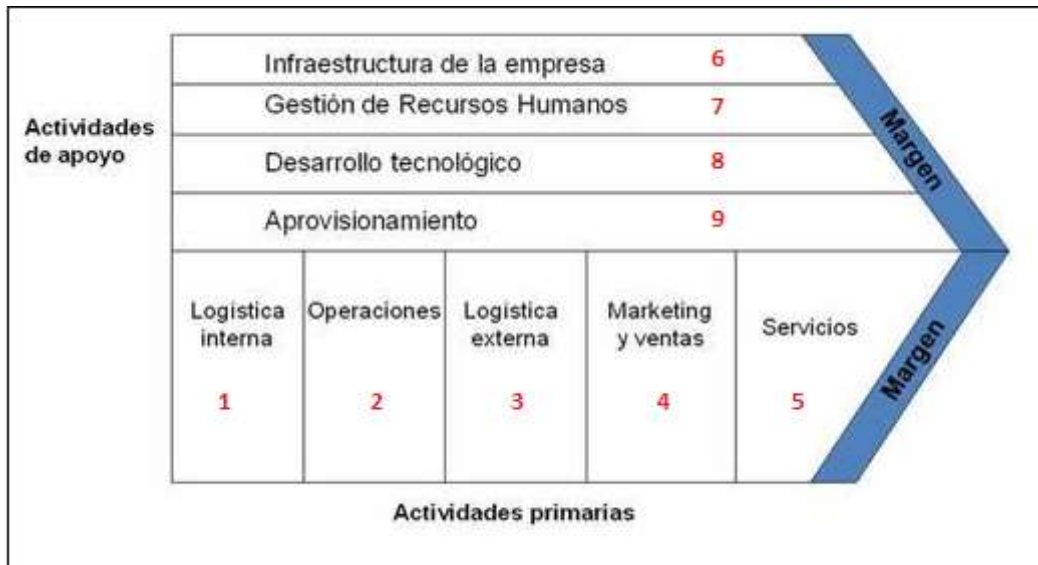 Infraestructura de la empresa 6
Gestión de Recursos Humanos 7
Actividades
de apoyo
Desarrollo tecnológico 8
Aprovisionamiento 9
Margen
Logística
interna
1
Operaciones
2
Logística
externa
3
Marketing
y ventas
4
Servicios
5
Margen
Actividades primarias